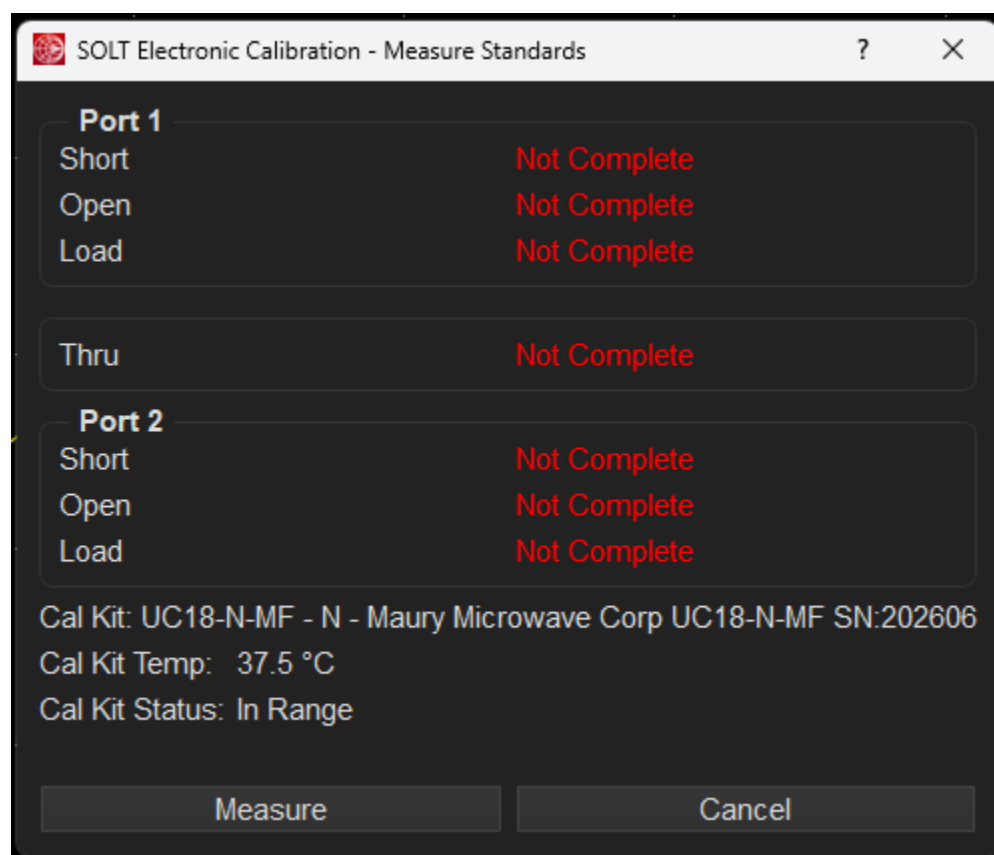 SOLT Electronic Calibration - Measure Standards ?
Port 1
Short Not Complete
Open Not Complete
Load Not Complete
Thru Not Complete
Port 2
Short Not Complete
Open Not Complete
Load Not Complete
Cal Kit: UC18-N-MF - N - Maury Microwave Corp UC18-N-MF SN:202606
Cal Kit Temp: 37.5 °C
Cal Kit Status: In Range
Measure Cancel